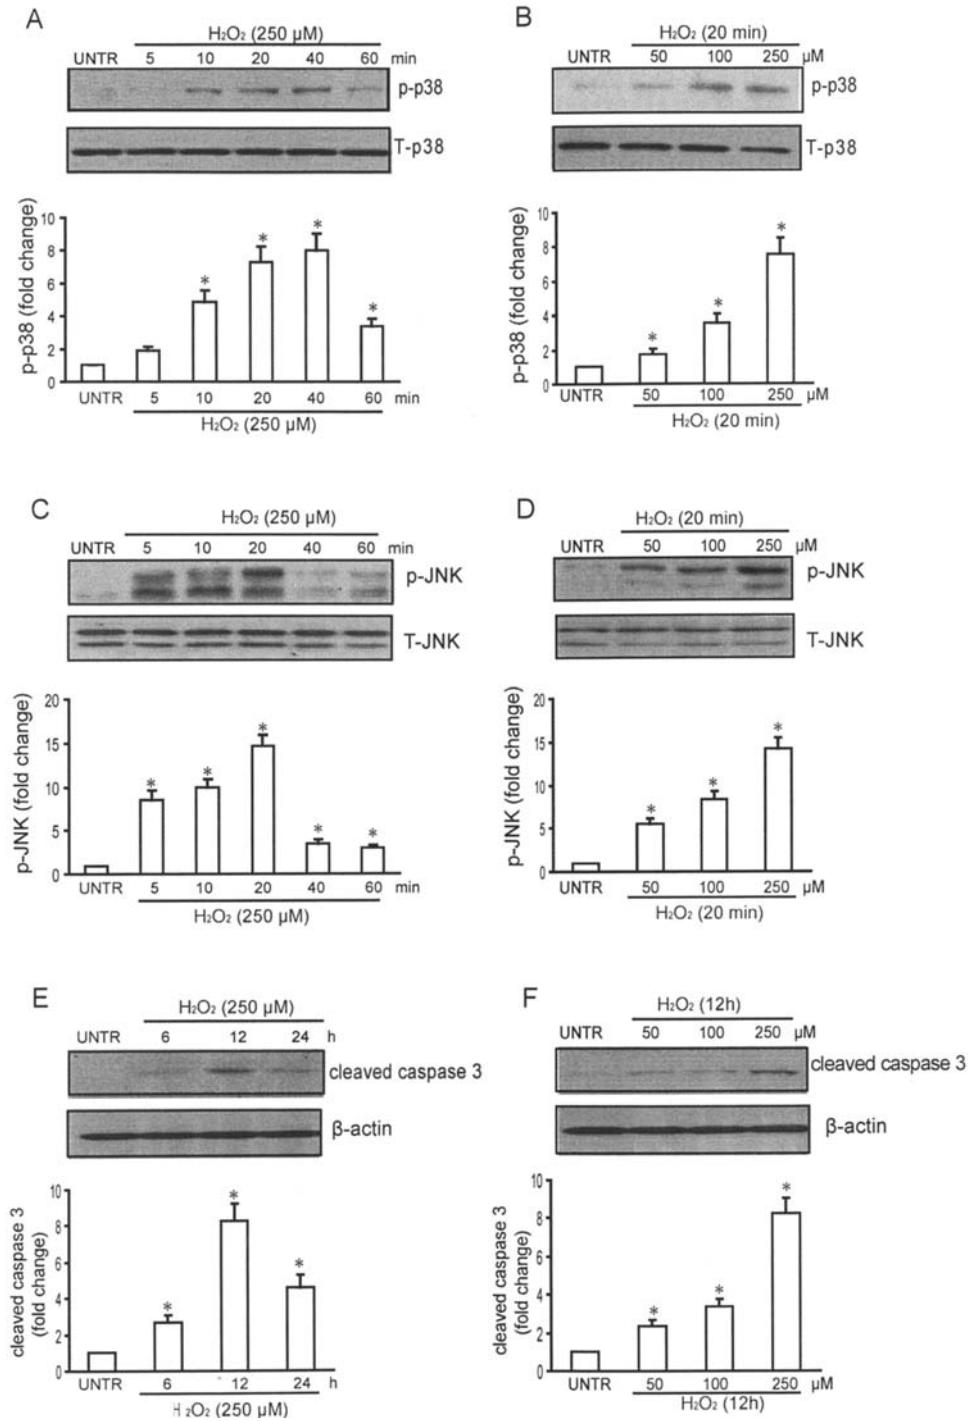 A
H₂O₂ (250 µM)
UNTR 5 10 20 40 60 min
p-p38
T-p38
p-p38 (fold change)
10
8
6
4
2
0
UNTR 5 10 20 40 60 min
H₂O₂ (250 µM)
* * * *
B
H₂O₂ (20 min)
UNTR 50 100 250 µM
p-p38
T-p38
p-p38 (fold change)
10
8
6
4
2
0
* * *
UNTR 50 100 250 µM
H₂O₂ (20 min)
C
H₂O₂ (250 µM)
UNTR 5 10 20 40 60 min
p-JNK
T-JNK
p-JNK (fold change)
20
15
10
5
0
* * * * *
UNTR 5 10 20 40 60 min
H₂O₂ (250 µM)
D
H₂O₂ (20 min)
UNTR 50 100 250 µM
p-JNK
T-JNK
p-JNK (fold change)
20
15
10
5
0
* * *
UNTR 50 100 250 µM
H₂O₂ (20 min)
E
H₂O₂ (250 µM)
UNTR 6 12 24 h
cleaved caspase 3
β-actin
cleaved caspase 3
(fold change)
10
8
6
4
2
0
* * *
UNTR 6 12 24 h
H₂O₂ (250 µM)
F
H₂O₂ (12h)
UNTR 50 100 250 µM
cleaved caspase 3
β-actin
cleaved caspase 3
(fold change)
10
8
6
4
2
0
* * *
UNTR 50 100 250 µM
H₂O₂ (12h)